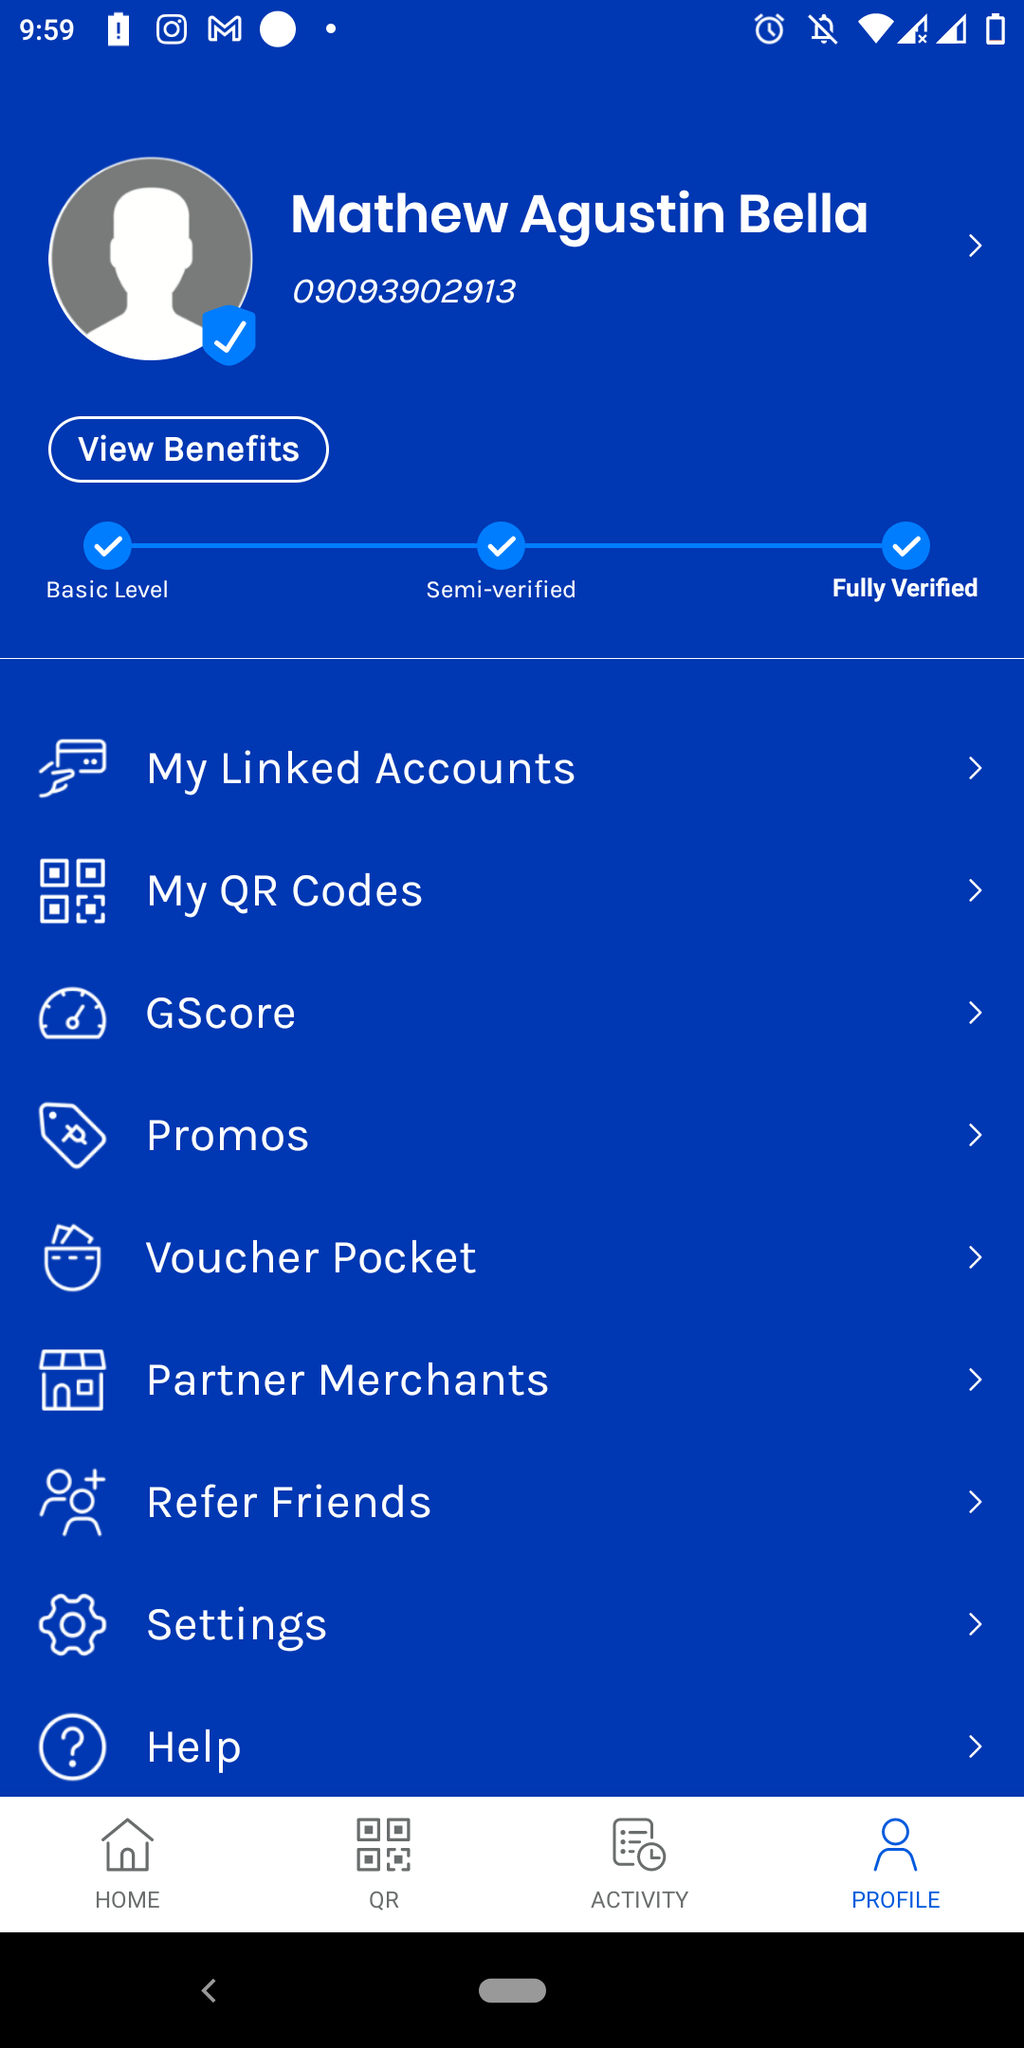 9:59
Mathew Agustin Bella
09093902913
View Benefits
Basic Level
Semi-verified
Fully Verified
My Linked Accounts
My QR Codes
GScore
Promos
Voucher Pocket
Partner Merchants
Refer Friends
Settings
Help
HOME
QR
ACTIVITY
PROFILE